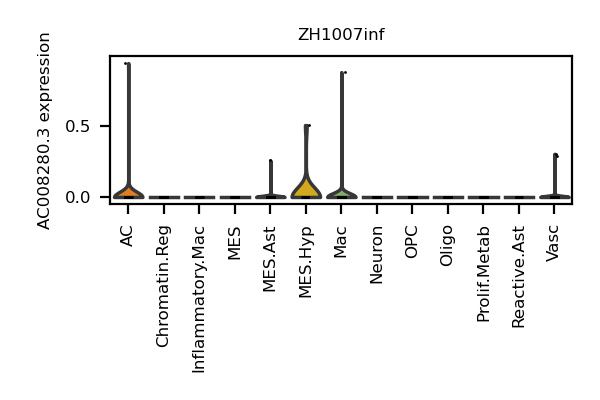 ZH1007inf
AC008280.3 expression
0.5
0.0
AC
Chromatin.Reg
Inflammatory.Mac
MES
MES.Ast
MES.Hyp
Mac
Neuron
OPC
Oligo
Prolif.Metab
Reactive.Ast
Vasc